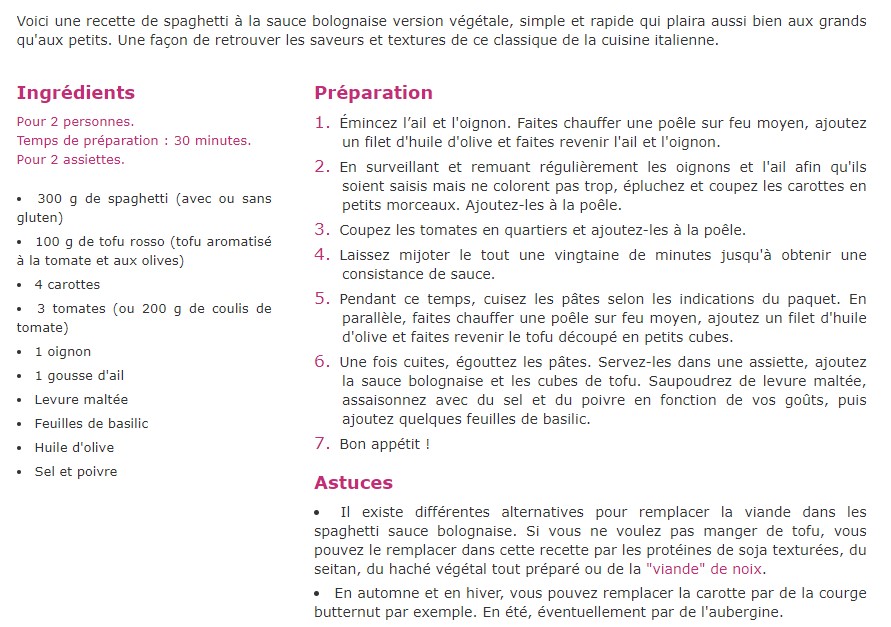 Voici une recette de spaghetti à la sauce bolognaise version végétale, simple et rapide qui plaira aussi bien aux grands
qu'aux petits. Une façon de retrouver les saveurs et textures de ce classique de la cuisine italienne.
Ingrédients
Pour 2 personnes.
Temps de préparation : 30 minutes.
Pour 2 assiettes.
• 300 g de spaghetti (avec ou sans
gluten)
• 100 g de tofu rosso (tofu aromatisé
à la tomate et aux olives)
• 4 carottes
• 3 tomates (ou 200 g de coulis de
tomate)
• 1 oignon
• 1 gousse d'ail
• Levure maltée
• Feuilles de basilic
• Huile d'olive
• Sel et poivre
Préparation
1. Émincez l’ail et l'oignon. Faites chauffer une poêle sur feu moyen, ajoutez
un filet d'huile d'olive et faites revenir l'ail et l'oignon.
2. En surveillant et remuant régulièrement les oignons et l'ail afin qu'ils
soient saisis mais ne colorent pas trop, épluchez et coupez les carottes en
petits morceaux. Ajoutez-les à la poêle.
3. Coupez les tomates en quartiers et ajoutez-les à la poêle.
4. Laissez mijoter le tout une vingtaine de minutes jusqu'à obtenir une
consistance de sauce.
5. Pendant ce temps, cuisez les pâtes selon les indications du paquet. En
parallèle, faites chauffer une poêle sur feu moyen, ajoutez un filet d'huile
d'olive et faites revenir le tofu découpé en petits cubes.
6. Une fois cuites, égouttez les pâtes. Servez-les dans une assiette, ajoutez
la sauce bolognaise et les cubes de tofu. Saupoudrez de levure maltée,
assaisonnez avec du sel et du poivre en fonction de vos goûts, puis
ajoutez quelques feuilles de basilic.
7. Bon appétit !
Astuces
• Il existe différentes alternatives pour remplacer la viande dans les
spaghetti sauce bolognaise. Si vous ne voulez pas manger de tofu, vous
pouvez le remplacer dans cette recette par les protéines de soja texturées, du
seitan, du haché végétal tout préparé ou de la "viande" de noix.
• En automne et en hiver, vous pouvez remplacer la carotte par de la courge
butternut par exemple. En été, éventuellement par de l'aubergine.